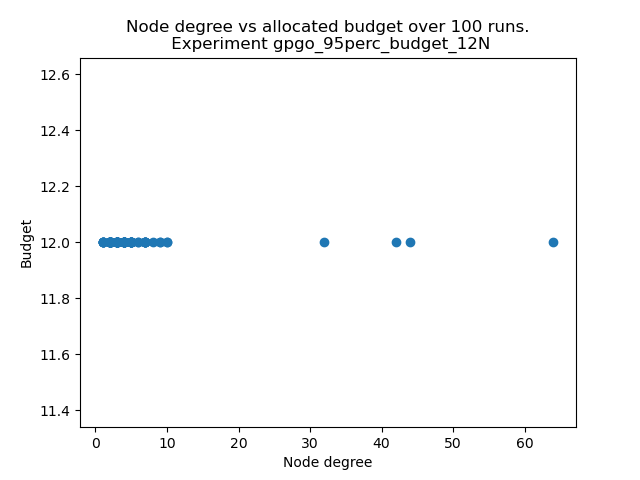 Node degree vs allocated budget over 100 runs.
Experiment gpgo_95perc_budget_12N
12.6
12.4
12.2
12.0
11.8
11.6
11.4
Budget
0 10 20 30 40 50 60
Node degree